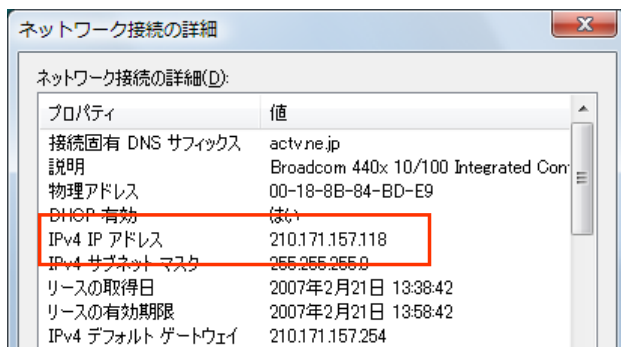 ネットワーク接続の詳細
ネットワーク接続の詳細(D):
プロパティ 値
接続固有 DNS サフィックス actv.ne.jp
説明 Broadcom 440x 10/100 Integrated Con
物理アドレス 00-18-8B-84-BD-E9
DHCP 有効 はい
IPv4 IP アドレス 210.171.157.118
IPv4 サブネット マスク 255.255.255.0
リースの取得日 2007年2月21日 13:38:42
リースの有効期限 2007年2月21日 13:58:42
IPv4 デフォルト ゲートウェイ 210.171.157.254